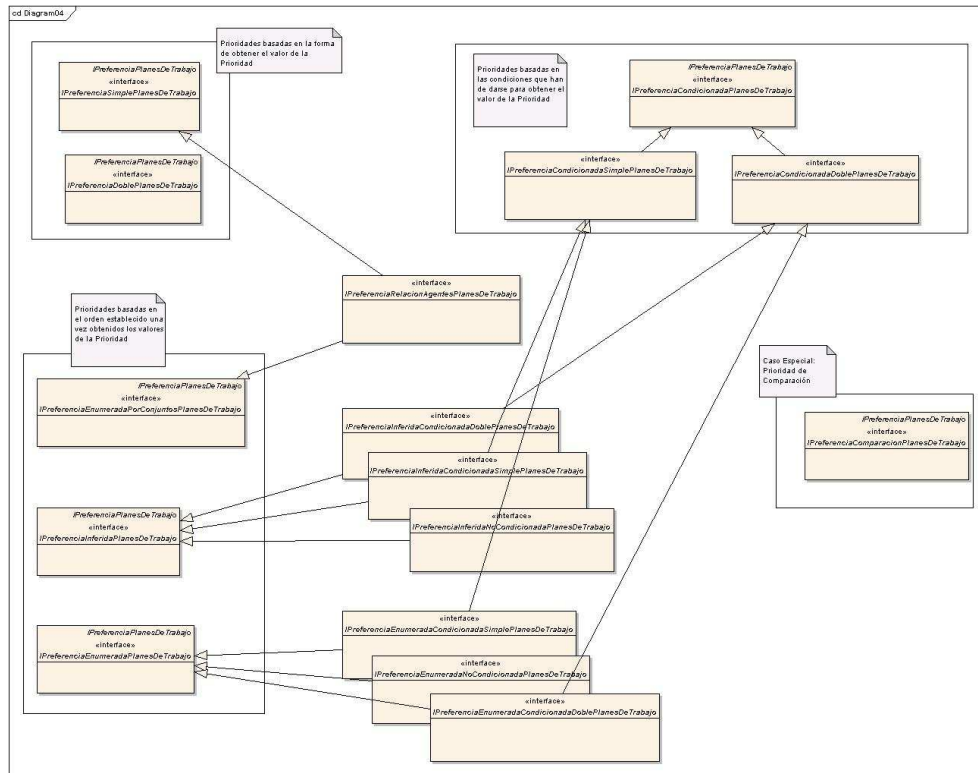 cd Diagram04
Prioridades basadas en la forma
de obtener el valor de la
Prioridad
IPreferenciaPlanesDeTrabajo
«interface»
IPreferenciaSimplePlanesDeTrabajo
IPreferenciaPlanesDeTrabajo
«interface»
IPreferenciaDoblePlanesDeTrabajo
Prioridades basadas en
las condiciones que han
de darse para obtener el
valor de la Prioridad
IPreferenciaPlanesDeTrabajo
«interface»
IPreferenciaCondicionadaPlanesDeTrabajo
«interface»
IPreferenciaCondicionadaSimplePlanesDeTrabajo
«interface»
IPreferenciaCondicionadaDoblePlanesDeTrabajo
«interface»
IPreferenciaRelacionAgentesPlanesDeTrabajo
Prioridades basadas en
el orden establecido una
vez obtenidos los valores
de la Prioridad
IPreferenciaPlanesDeTrabajo
«interface»
IPreferenciaEnumeradaPorConjuntosPlanesDeTrabajo
Caso Especial:
Prioridad de
Comparación
IPreferenciaPlanesDeTrabajo
«interface»
IPreferenciaComparacionPlanesDeTrabajo
«interface»
IPreferenciaInferidaCondicionadaDoblePlanesDeTrabajo
«interface»
IPreferenciaInferidaCondicionadaSimplePlanesDeTrabajo
«interface»
IPreferenciaInferidaNoCondicionadaPlanesDeTrabajo
IPreferenciaPlanesDeTrabajo
«interface»
IPreferenciaInferidaPlanesDeTrabajo
IPreferenciaPlanesDeTrabajo
«interface»
IPreferenciaEnumeradaPlanesDeTrabajo
«interface»
IPreferenciaEnumeradaCondicionadaSimplePlanesDeTrabajo
«interface»
IPreferenciaEnumeradaNoCondicionadaPlanesDeTrabajo
«interface»
IPreferenciaEnumeradaCondicionadaDoblePlanesDeTrabajo